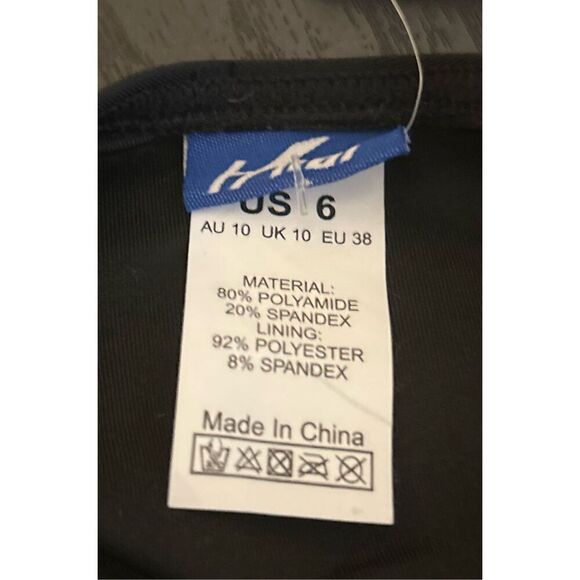 US 6
AU 10 UK 10 EU 38
MATERIAL:
80% POLYAMIDE
20% SPANDEX
LINING:
92% POLYESTER
8% SPANDEX
Made In China